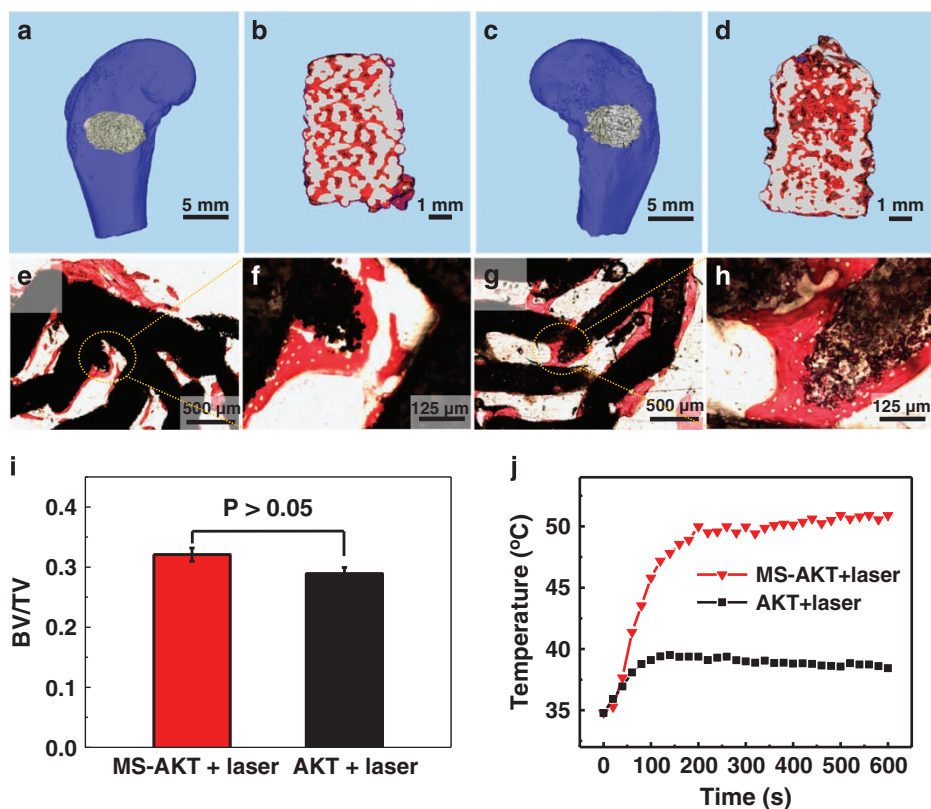 a
b
c
d
5 mm
1 mm
5 mm
1 mm
e
f
g
h
500 µm
125 µm
500 µm
125 µm
i
0.4
0.3
0.2
0.1
0.0
BV/TV
P > 0.05
MS-AKT + laser
AKT + laser
j
50
45
40
35
Temperature (ºC)
MS-AKT+laser
AKT+laser
0 100 200 300 400 500 600
Time (s)